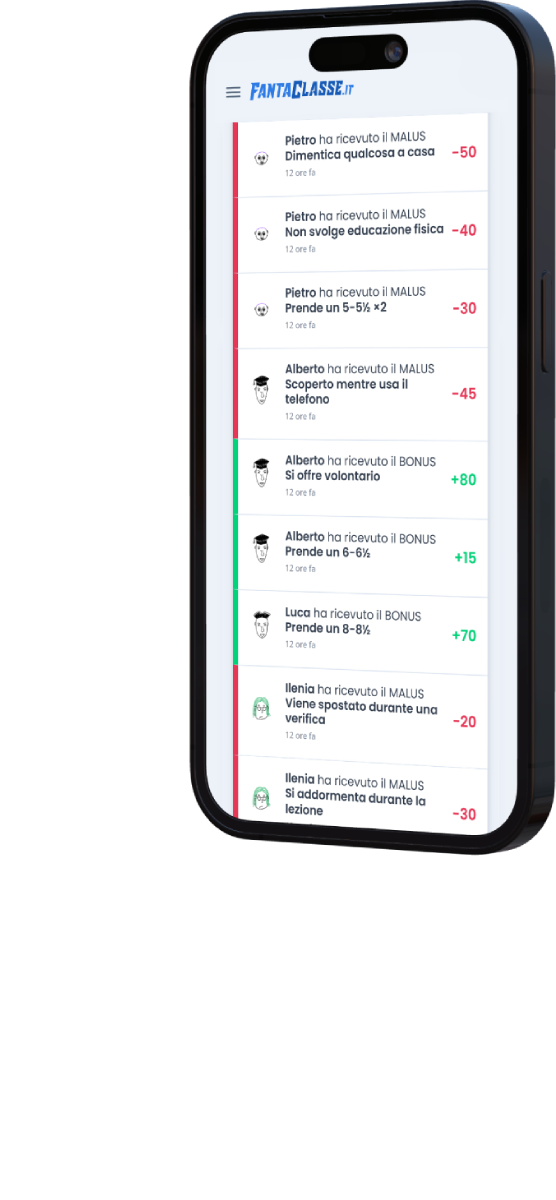 FANTACLASSE.IT
Pietro ha ricevuto il MALUS
Dimentica qualcosa a casa
-50
12 ore fa
Pietro ha ricevuto il MALUS
Non svolge educazione fisica
-40
12 ore fa
Pietro ha ricevuto il MALUS
Prende un 5-5½ ×2
-30
12 ore fa
Alberto ha ricevuto il MALUS
Scoperto mentre usa il
telefono
-45
12 ore fa
Alberto ha ricevuto il BONUS
Si offre volontario
+80
12 ore fa
Alberto ha ricevuto il BONUS
Prende un 6-6½
+15
12 ore fa
Luca ha ricevuto il BONUS
Prende un 8-8½
+70
12 ore fa
Ilenia ha ricevuto il MALUS
Viene spostato durante una
verifica
-20
12 ore fa
Ilenia ha ricevuto il MALUS
Si addormenta durante la
lezione
-30